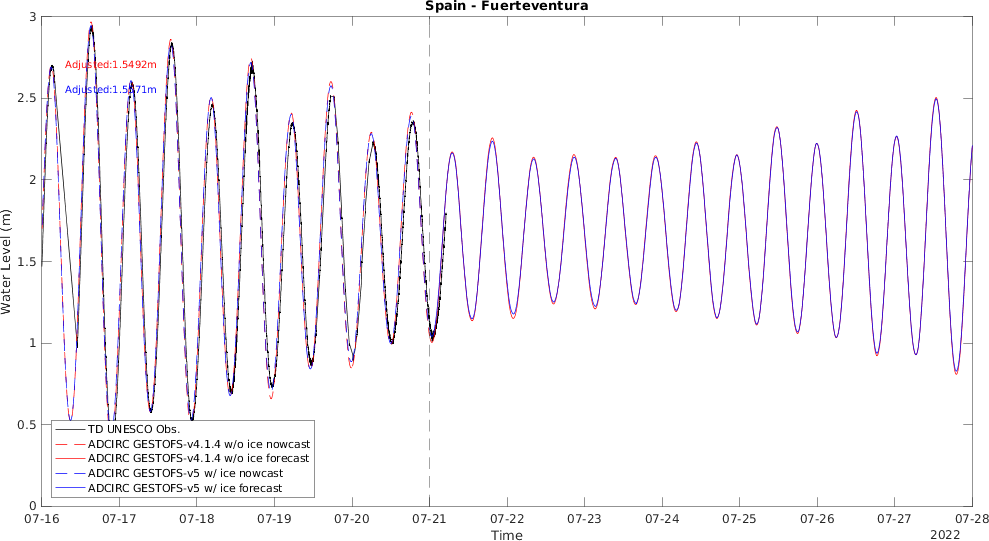 Spain - Fuerteventura
Water Level (m)
3
2.5
2
1.5
1
0.5
0
Adjusted:1.5492m
TD UNESCO Obs.
ADCIRC GESTOFS-v4.1.4 w/o ice nowcast
ADCIRC GESTOFS-v4.1.4 w/o ice forecast
ADCIRC GESTOFS-v5 w/ ice nowcast
ADCIRC GESTOFS-v5 w/ ice forecast
07-16 07-17 07-18 07-19 07-20 07-21 07-22 07-23 07-24 07-25 07-26 07-27 07-28
Time
2022